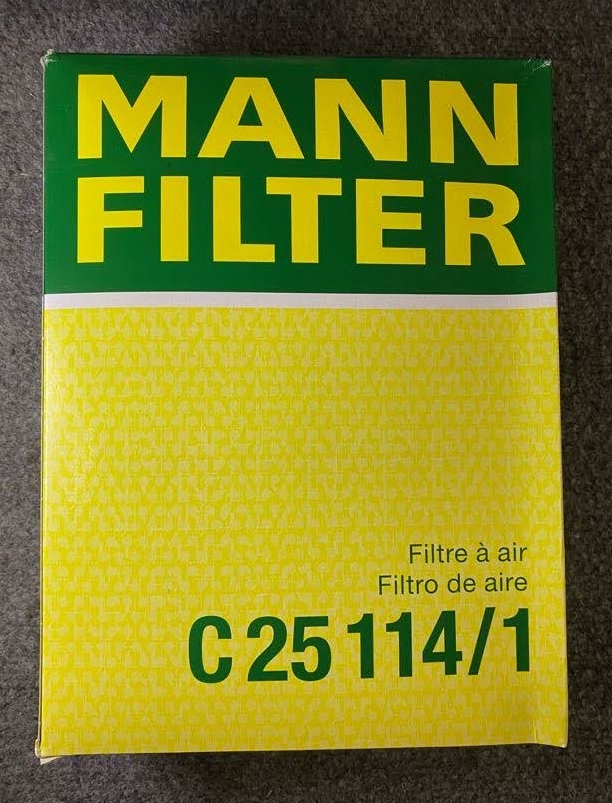 MANN
FILTER
Filtre à air
Filtro de aire
C 25 114/1